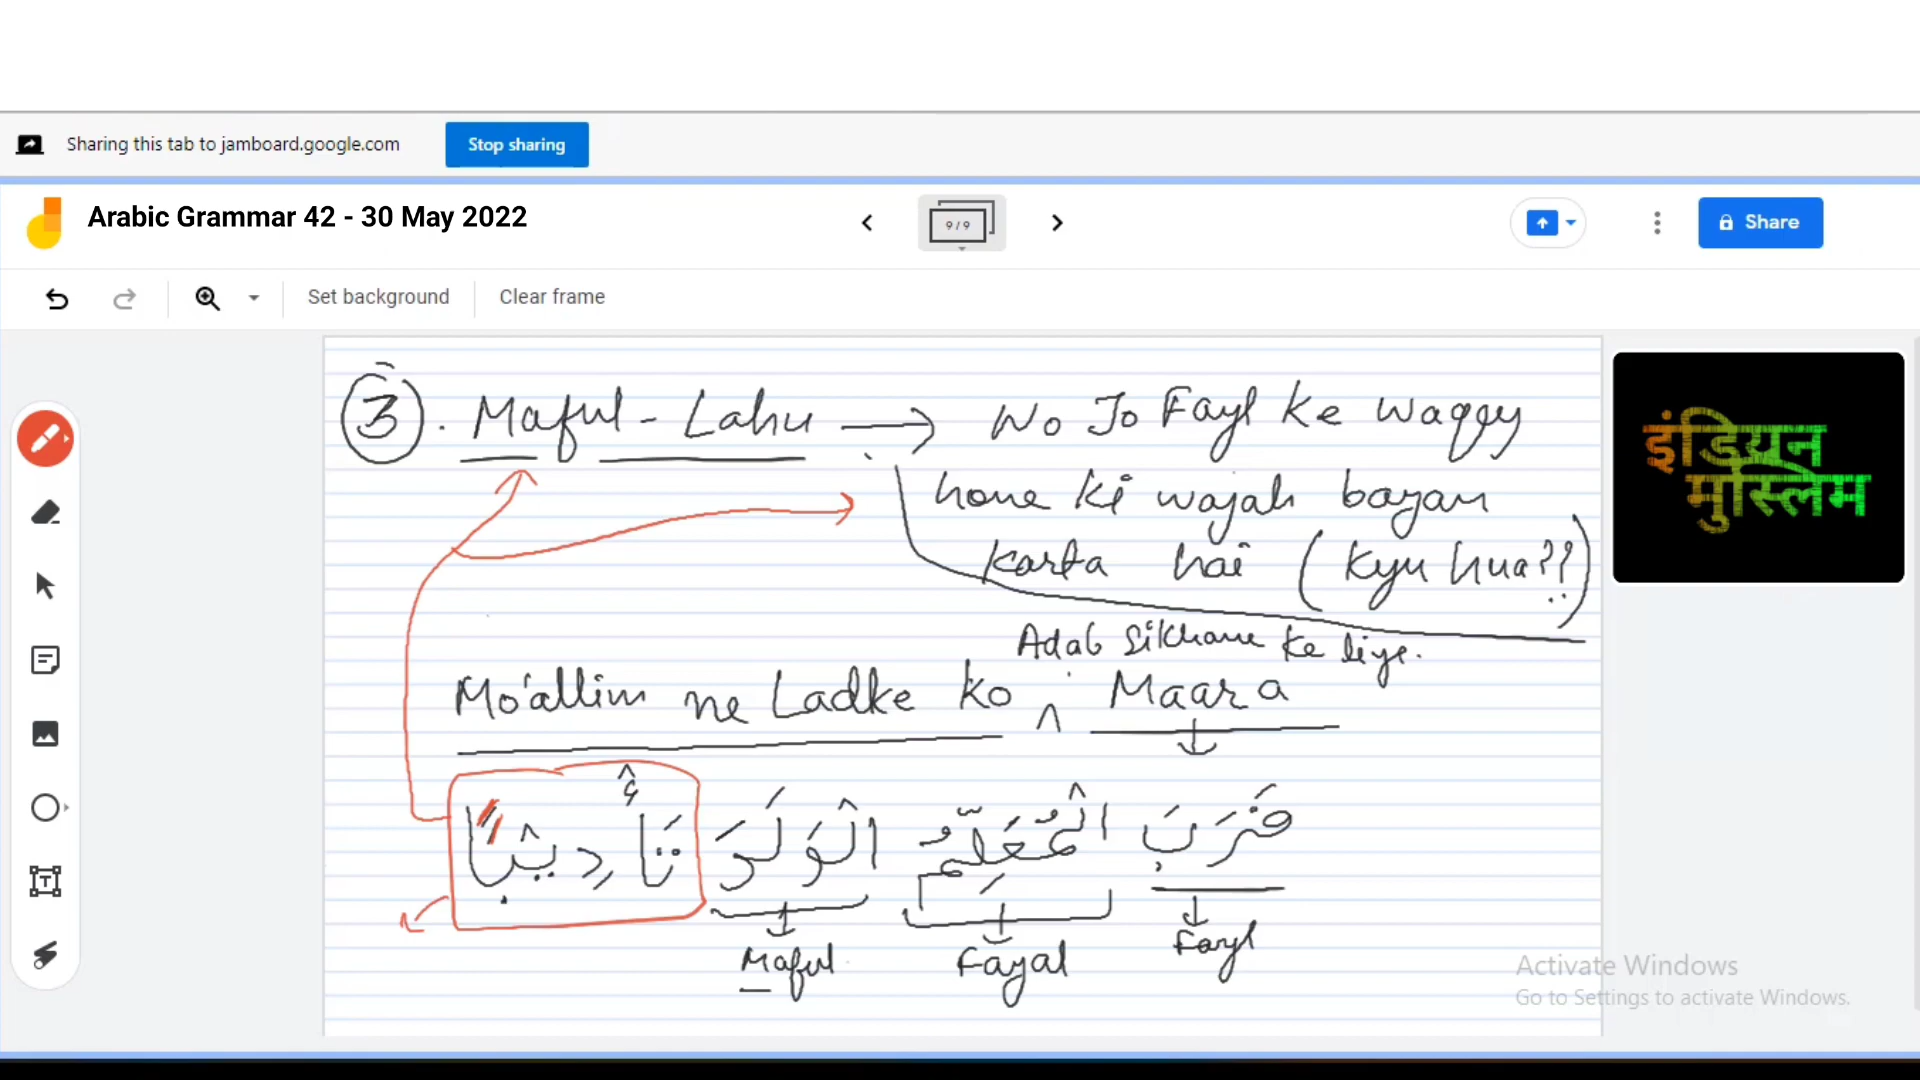 Sharing this tab to jamboard.google.com
Stop sharing
Arabic Grammar 42 - 30 May 2022
9 / 9
Share
Set background
Clear frame
3. Maful - Lahu → Wo Jo Fayl Ke waqqy
hone ki wajah bayan
karta hai (Kyu hua??)
Adab Sikhane Ke liye.
Mo'allim ne Ladke ko ^ Maara
ضَرَبَ الْمُعَلِّمُ الْوَلَدَ تَأْدِيْبًا
Fayl
Fayal
Maful
इंडियन
मुस्लिम
Activate Windows
Go to Settings to activate Windows.